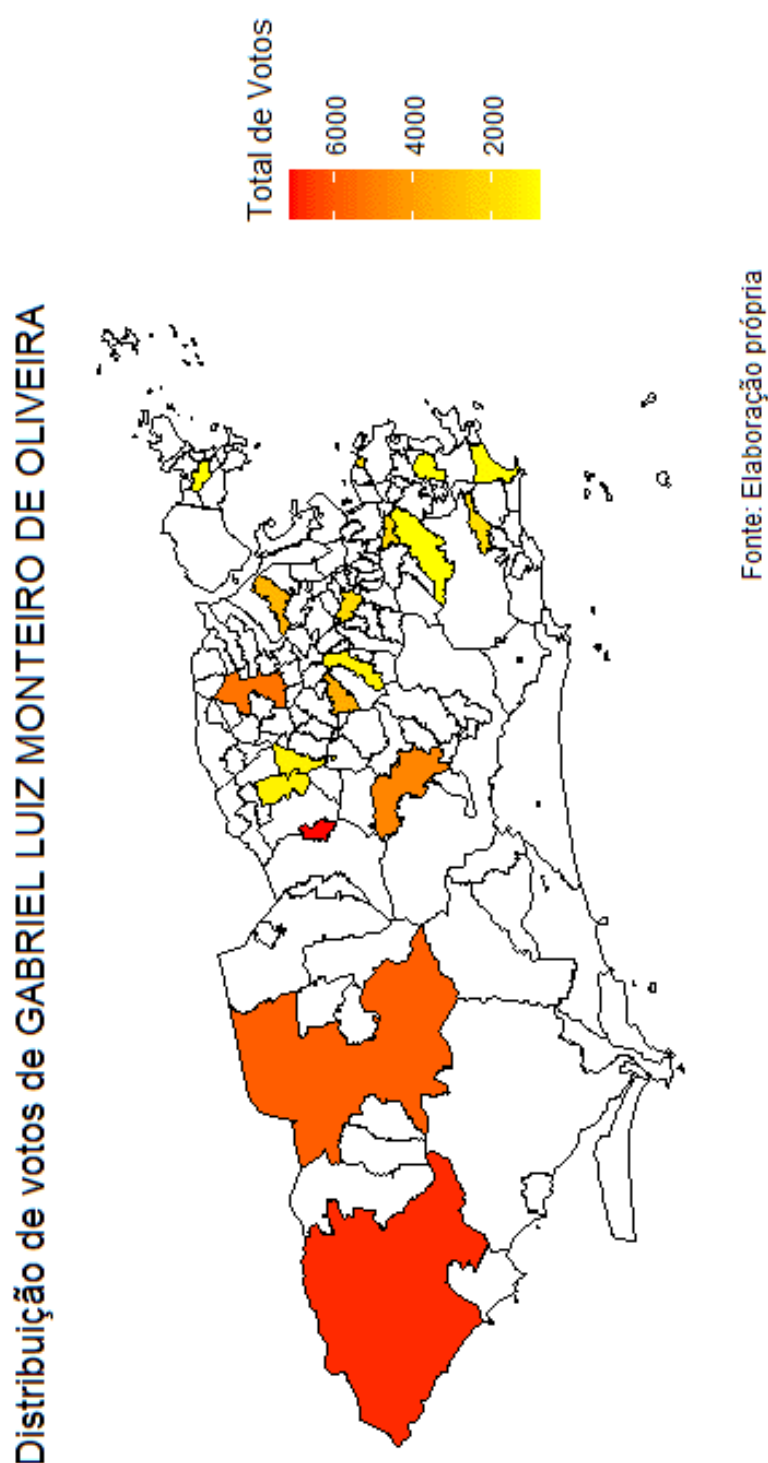 Distribuição de votos de GABRIEL LUIZ MONTEIRO DE OLIVEIRA
Total de Votos
6000
4000
2000
Fonte: Elaboração própria